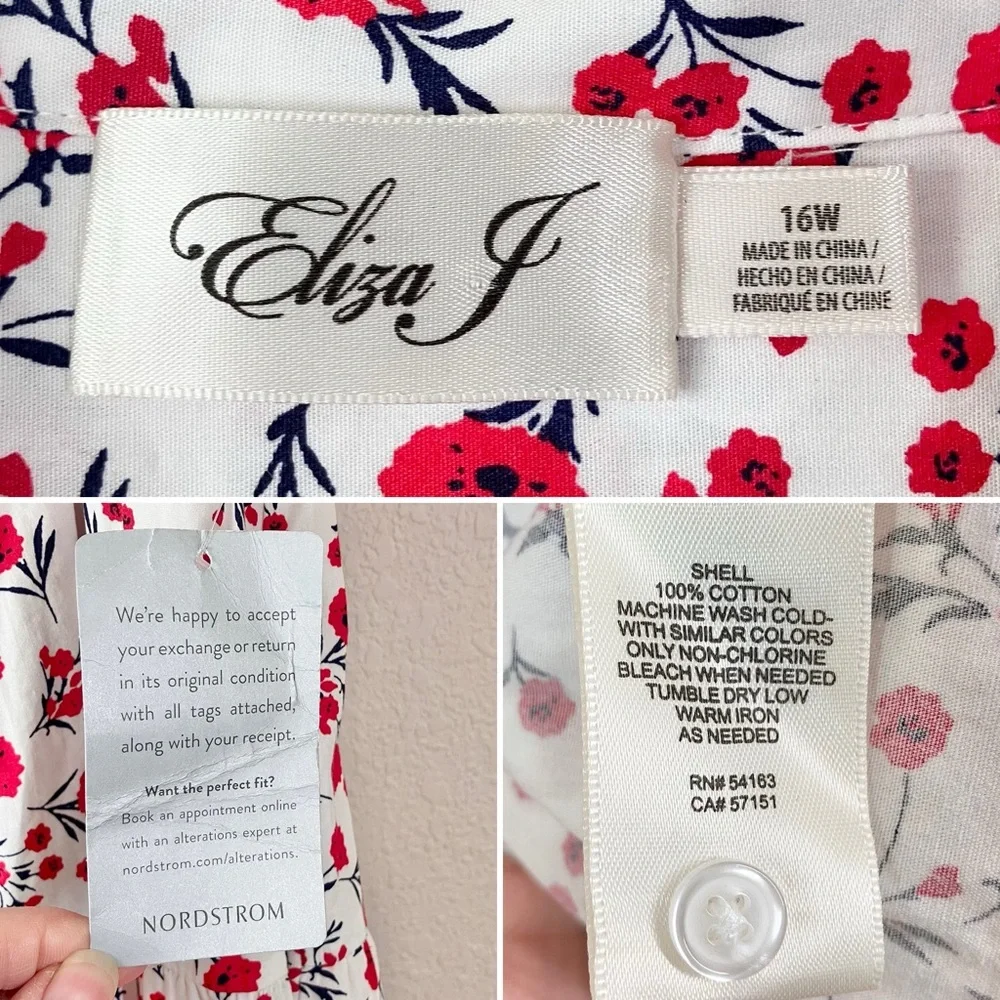 Eliza J
16W
MADE IN CHINA /
HECHO EN CHINA /
FABRIQUÉ EN CHINE
We're happy to accept
your exchange or return
in its original condition
with all tags attached,
along with your receipt.
Want the perfect fit?
Book an appointment online
with an alterations expert at
nordstrom.com/alterations.
NORDSTROM
SHELL
100% COTTON
MACHINE WASH COLD-
WITH SIMILAR COLORS
ONLY NON-CHLORINE
BLEACH WHEN NEEDED
TUMBLE DRY LOW
WARM IRON
AS NEEDED
RN# 54163
CA# 57151